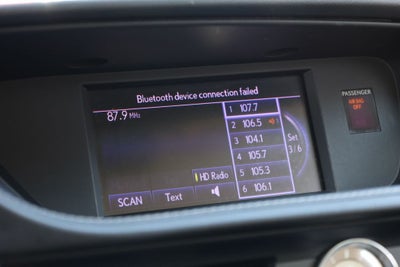 Bluetooth device connection failed
87.9 MHz
1 107.7
2 106.5 1
3 104.1
4 105.7
5 105.3
6 106.1
Set
3/6
HD Radio
SCAN
Text
PASSENGER
AIR BAG
OFF